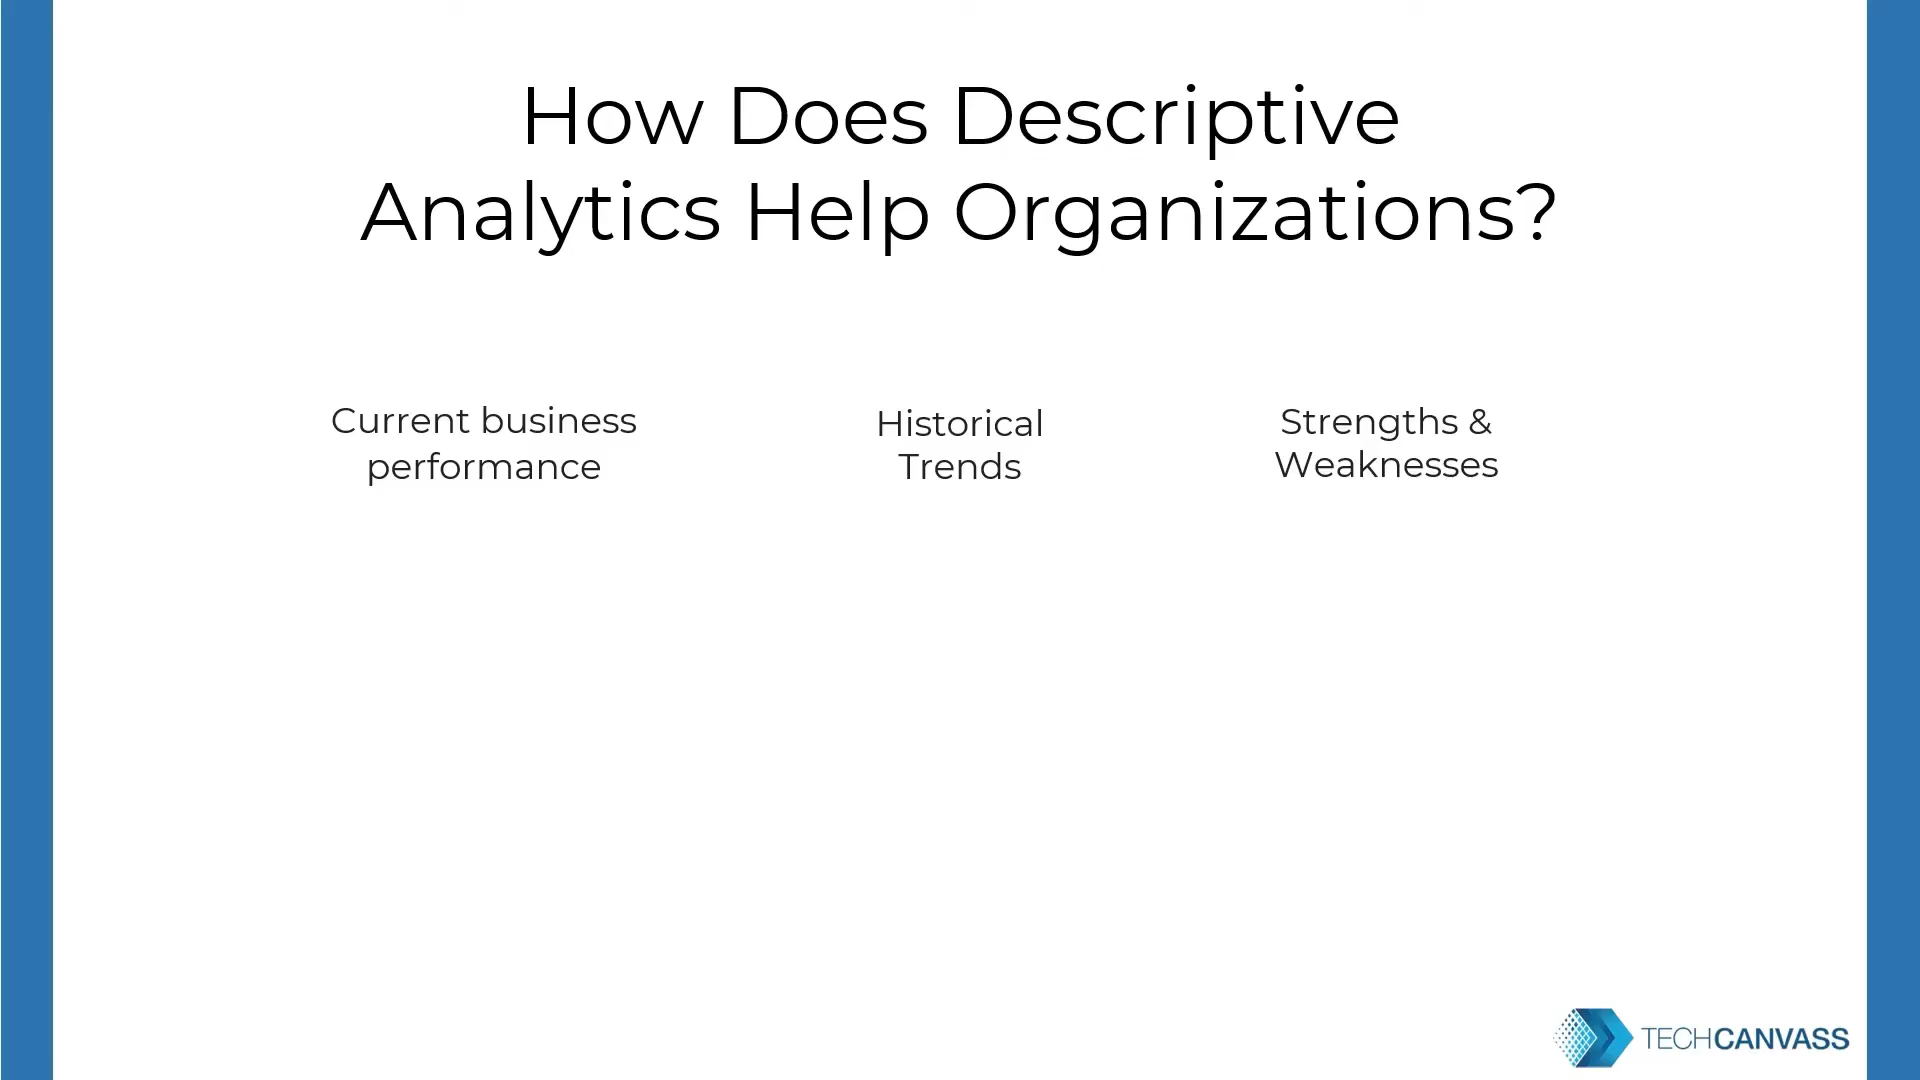 How Does Descriptive
Analytics Help Organizations?
Current business
performance
Historical
Trends
Strengths &
Weaknesses
TECHCANVASS